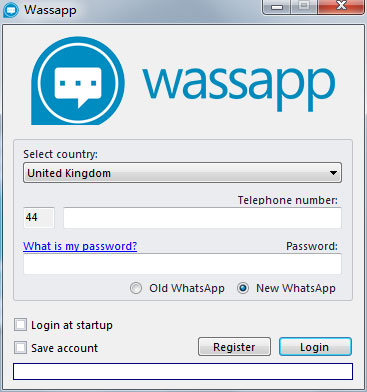 Wassapp
wassapp
Select country:
United Kingdom
Telephone number:
44
What is my password? Password:
Old WhatsApp New WhatsApp
Login at startup
Save account Register Login